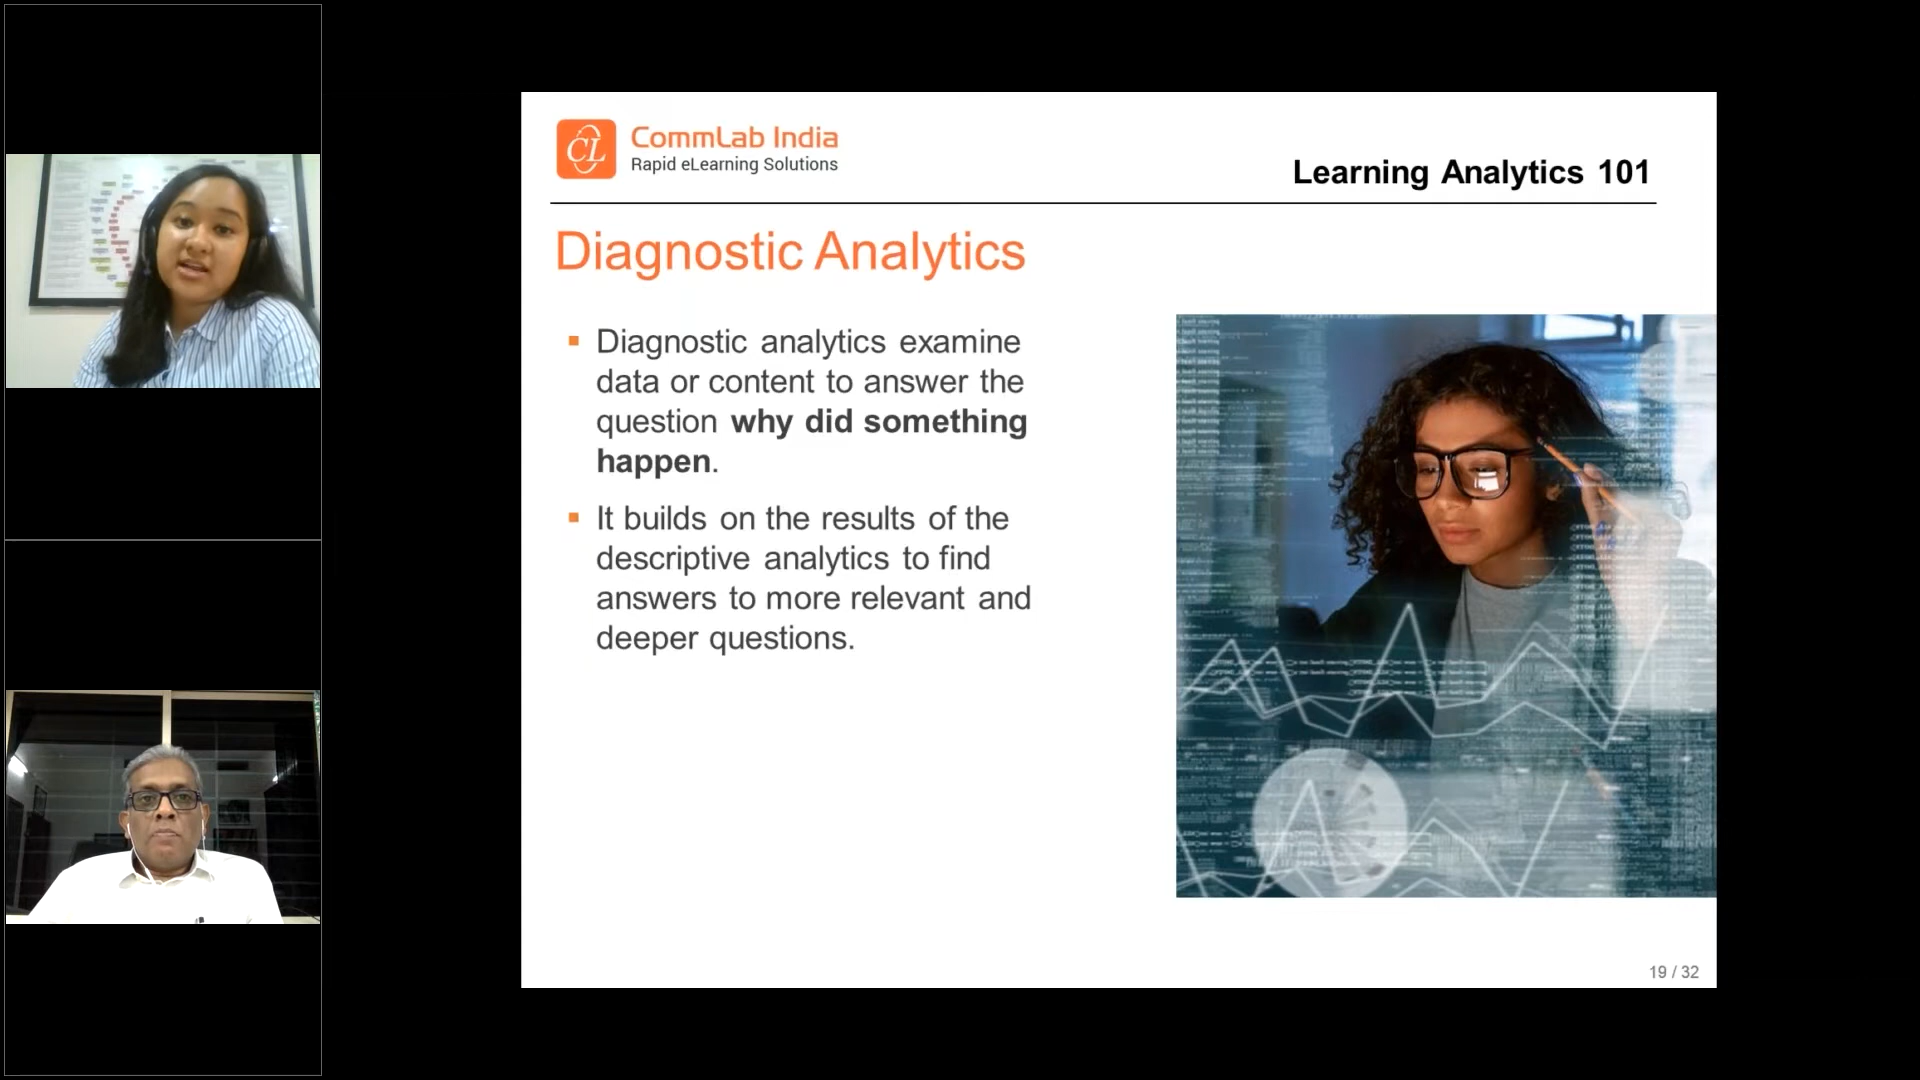 CL
CommLab India
Rapid eLearning Solutions
Learning Analytics 101
Diagnostic Analytics
▪ Diagnostic analytics examine
data or content to answer the
question why did something
happen.
▪ It builds on the results of the
descriptive analytics to find
answers to more relevant and
deeper questions.
19 / 32